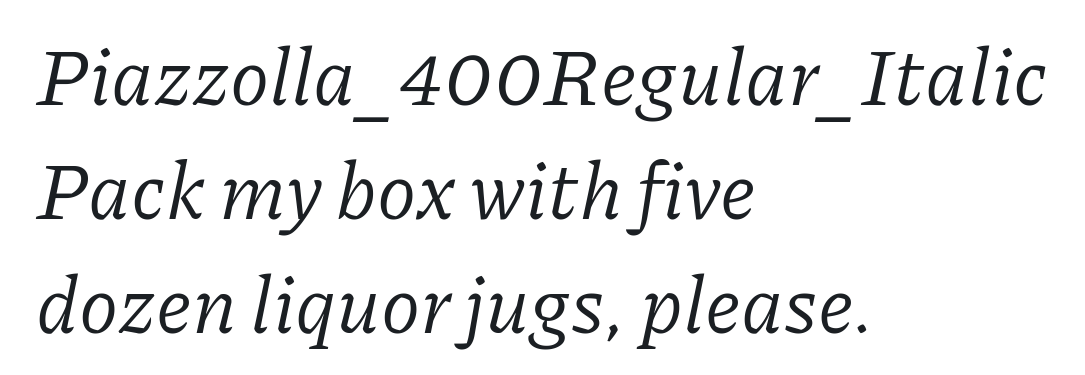 Piazzolla_400Regular_Italic
Pack my box with five
dozen liquor jugs, please.